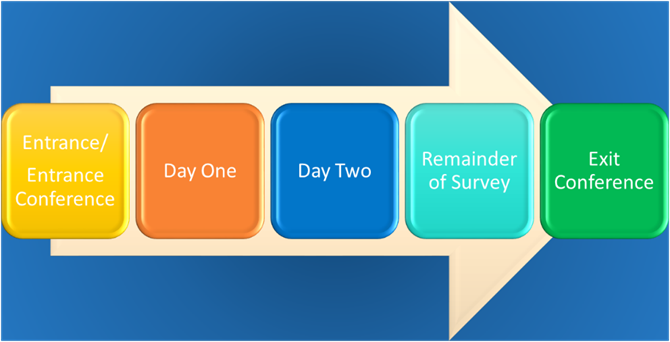 Entrance/
Entrance
Conference
Day One
Day Two
Remainder
of Survey
Exit
Conference